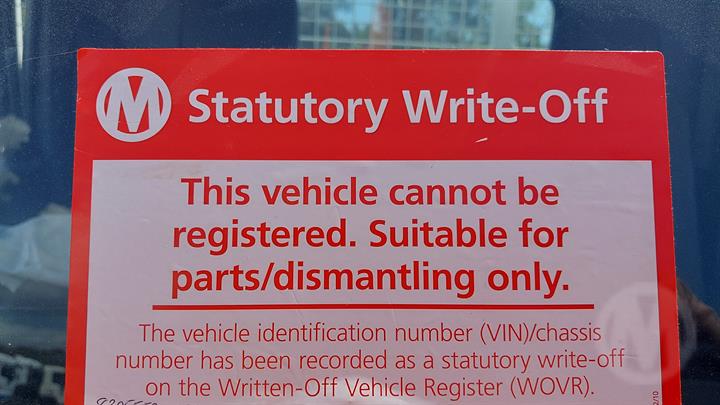 M Statutory Write-Off
This vehicle cannot be
registered. Suitable for
parts/dismantling only.
The vehicle identification number (VIN)/chassis
number has been recorded as a statutory write-off
on the Written-Off Vehicle Register (WOVR).